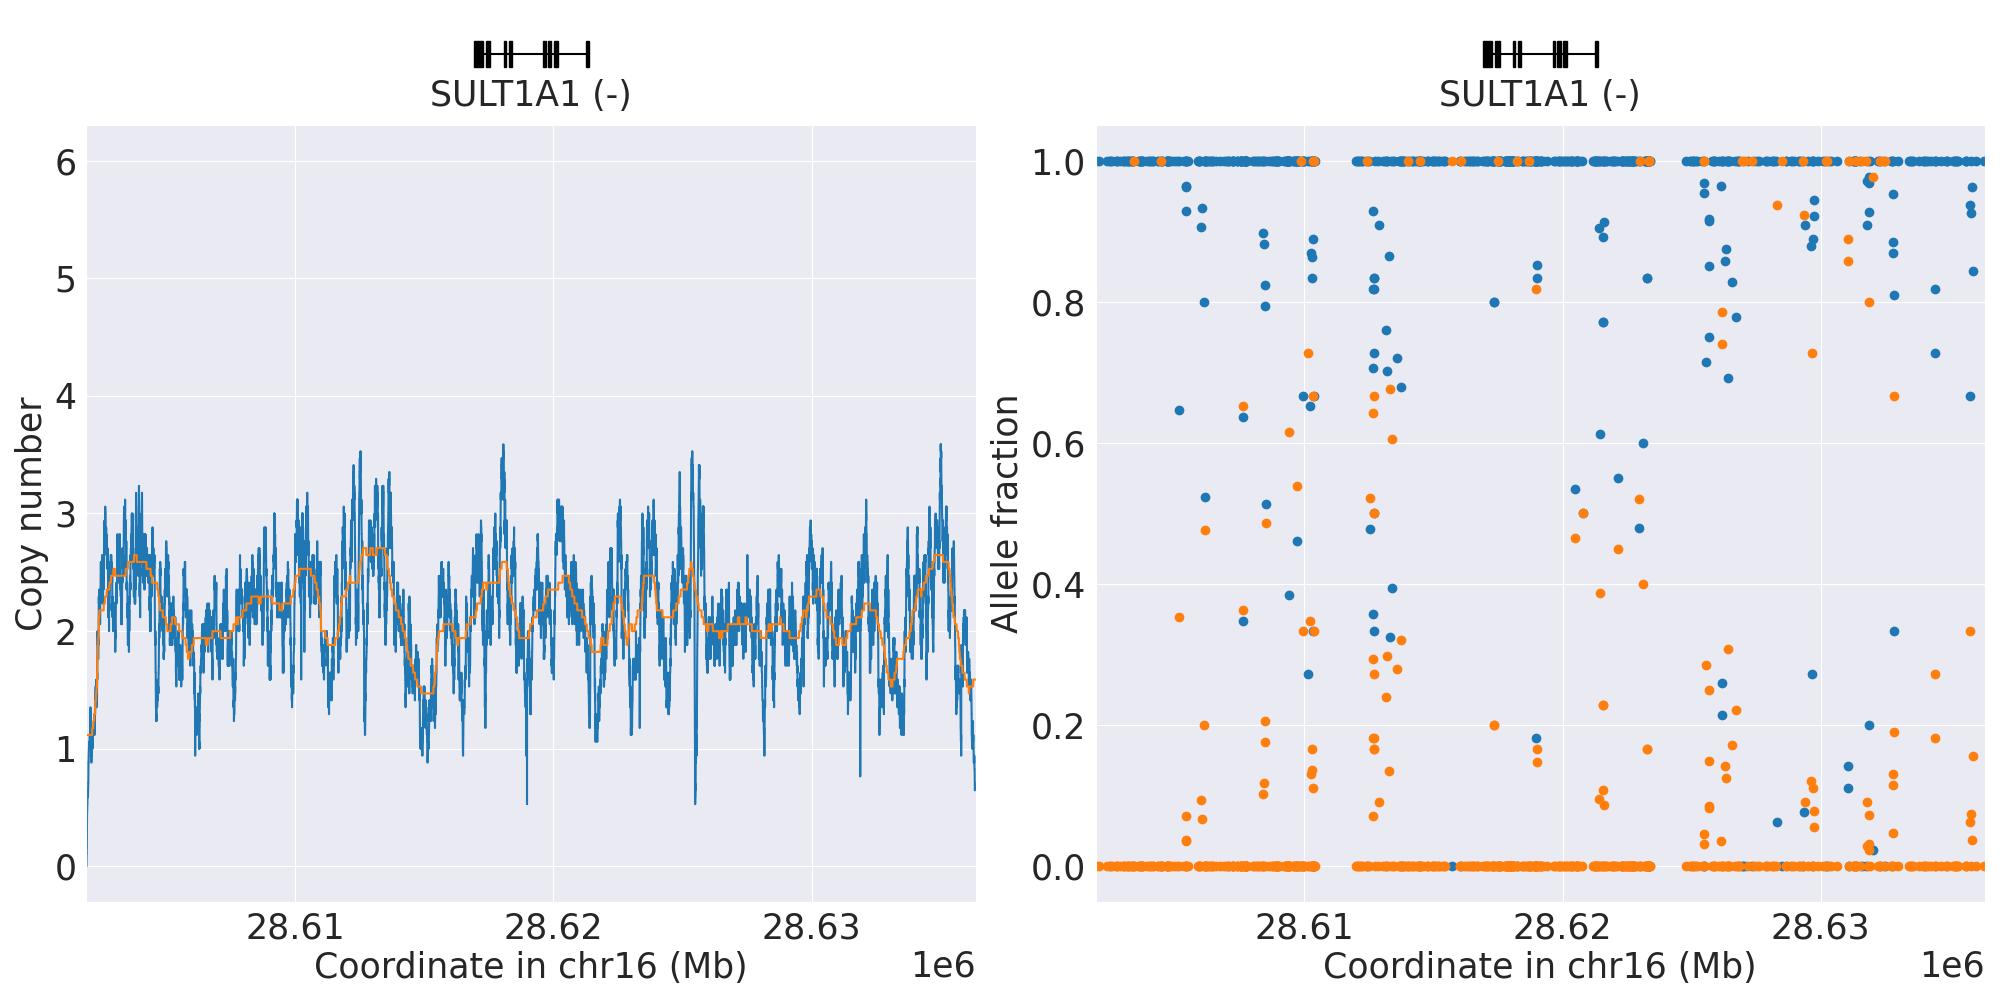 SULT1A1 (-)
6
5
4
3
2
1
0
Copy number
28.61
28.62
28.63
Coordinate in chr16 (Mb)
1e6
SULT1A1 (-)
1.0
0.8
0.6
0.4
0.2
0.0
Allele fraction
28.61
28.62
28.63
Coordinate in chr16 (Mb)
1e6